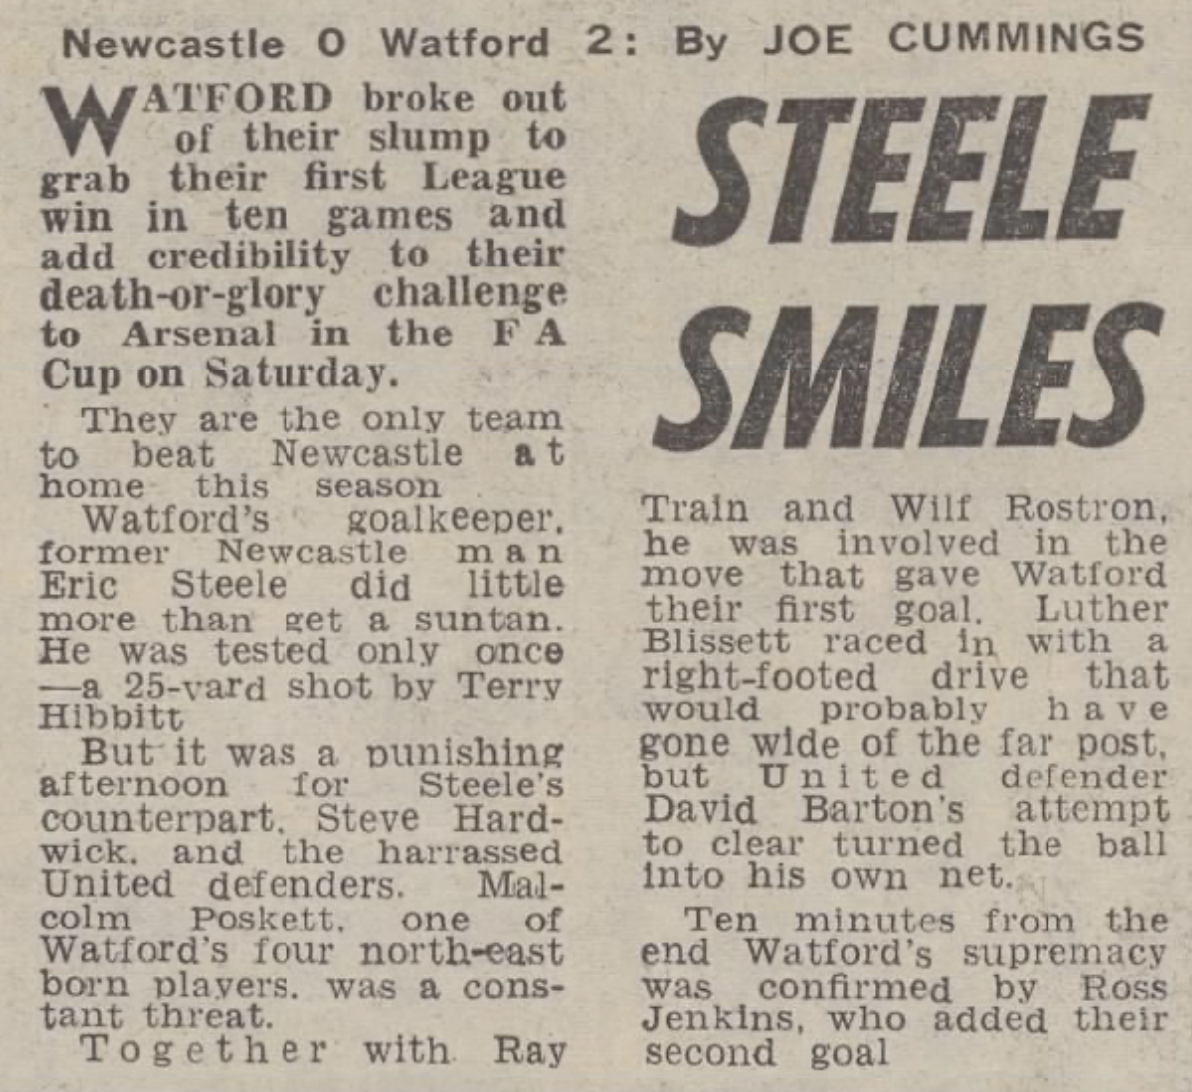 Newcastle 0 Watford 2: By JOE CUMMINGS
WATFORD broke out
of their slump to
grab their first League
win in ten games and
add credibility to their
death-or-glory challenge
to Arsenal in the F A
Cup on Saturday.
They are the only team
to beat Newcastle at
home this season
Watford's goalkeeper,
former Newcastle man
Eric Steele did little
more than get a suntan.
He was tested only once
—a 25-yard shot by Terry
Hibbitt
But it was a punishing
afternoon for Steele's
counterpart, Steve Hard-
wick, and the harrassed
United defenders. Mal-
colm Poskett, one of
Watford's four north-east
born players, was a cons-
tant threat.
Together with Ray
STEELE
SMILES
Train and Wilf Rostron,
he was involved in the
move that gave Watford
their first goal. Luther
Blissett raced in with a
right-footed drive that
would probably have
gone wide of the far post,
but United defender
David Barton's attempt
to clear turned the ball
into his own net.
Ten minutes from the
end Watford's supremacy
was confirmed by Ross
Jenkins, who added their
second goal